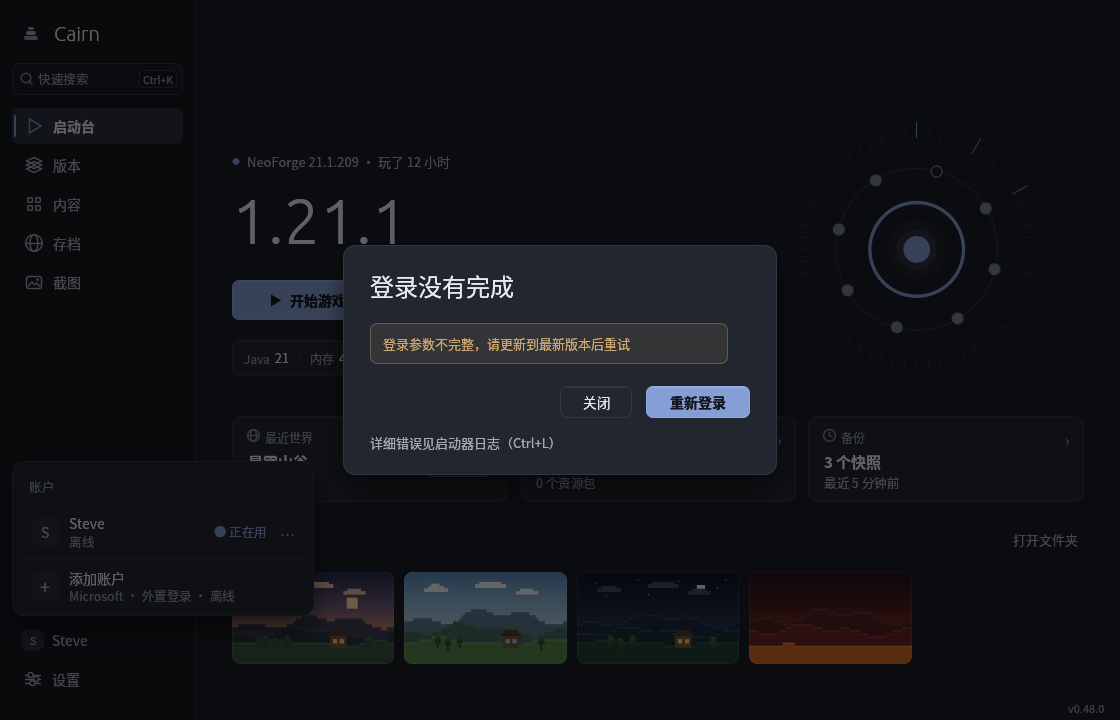 Cairn
快速搜索 Ctrl+K
启动台
版本
内容
存档
截图
NeoForge 21.1.209 · 玩了 12 小时
1.21.1
开始游戏
Java 21 内存
登录没有完成
登录参数不完整，请更新到最新版本后重试
关闭 重新登录
详细错误见启动器日志（Ctrl+L）
最近世界
0 个资源包
备份
3 个快照
最近 5 分钟前
打开文件夹
账户
S Steve
离线
正在用 …
+ 添加账户
Microsoft · 外置登录 · 离线
S Steve
设置
v0.48.0